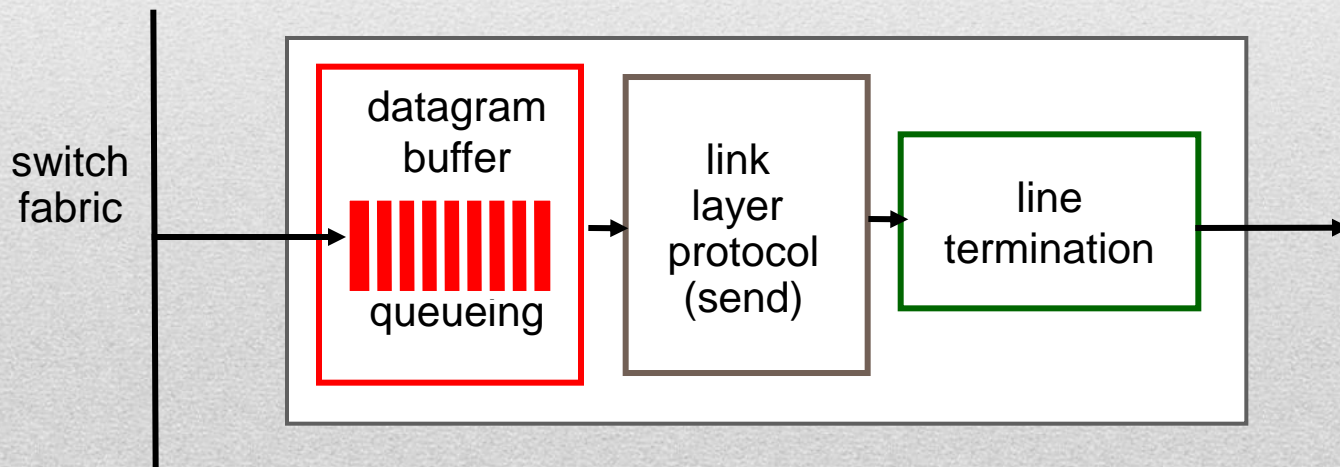 switch
fabric
datagram
buffer
queueing
link
layer
protocol
(send)
line
termination